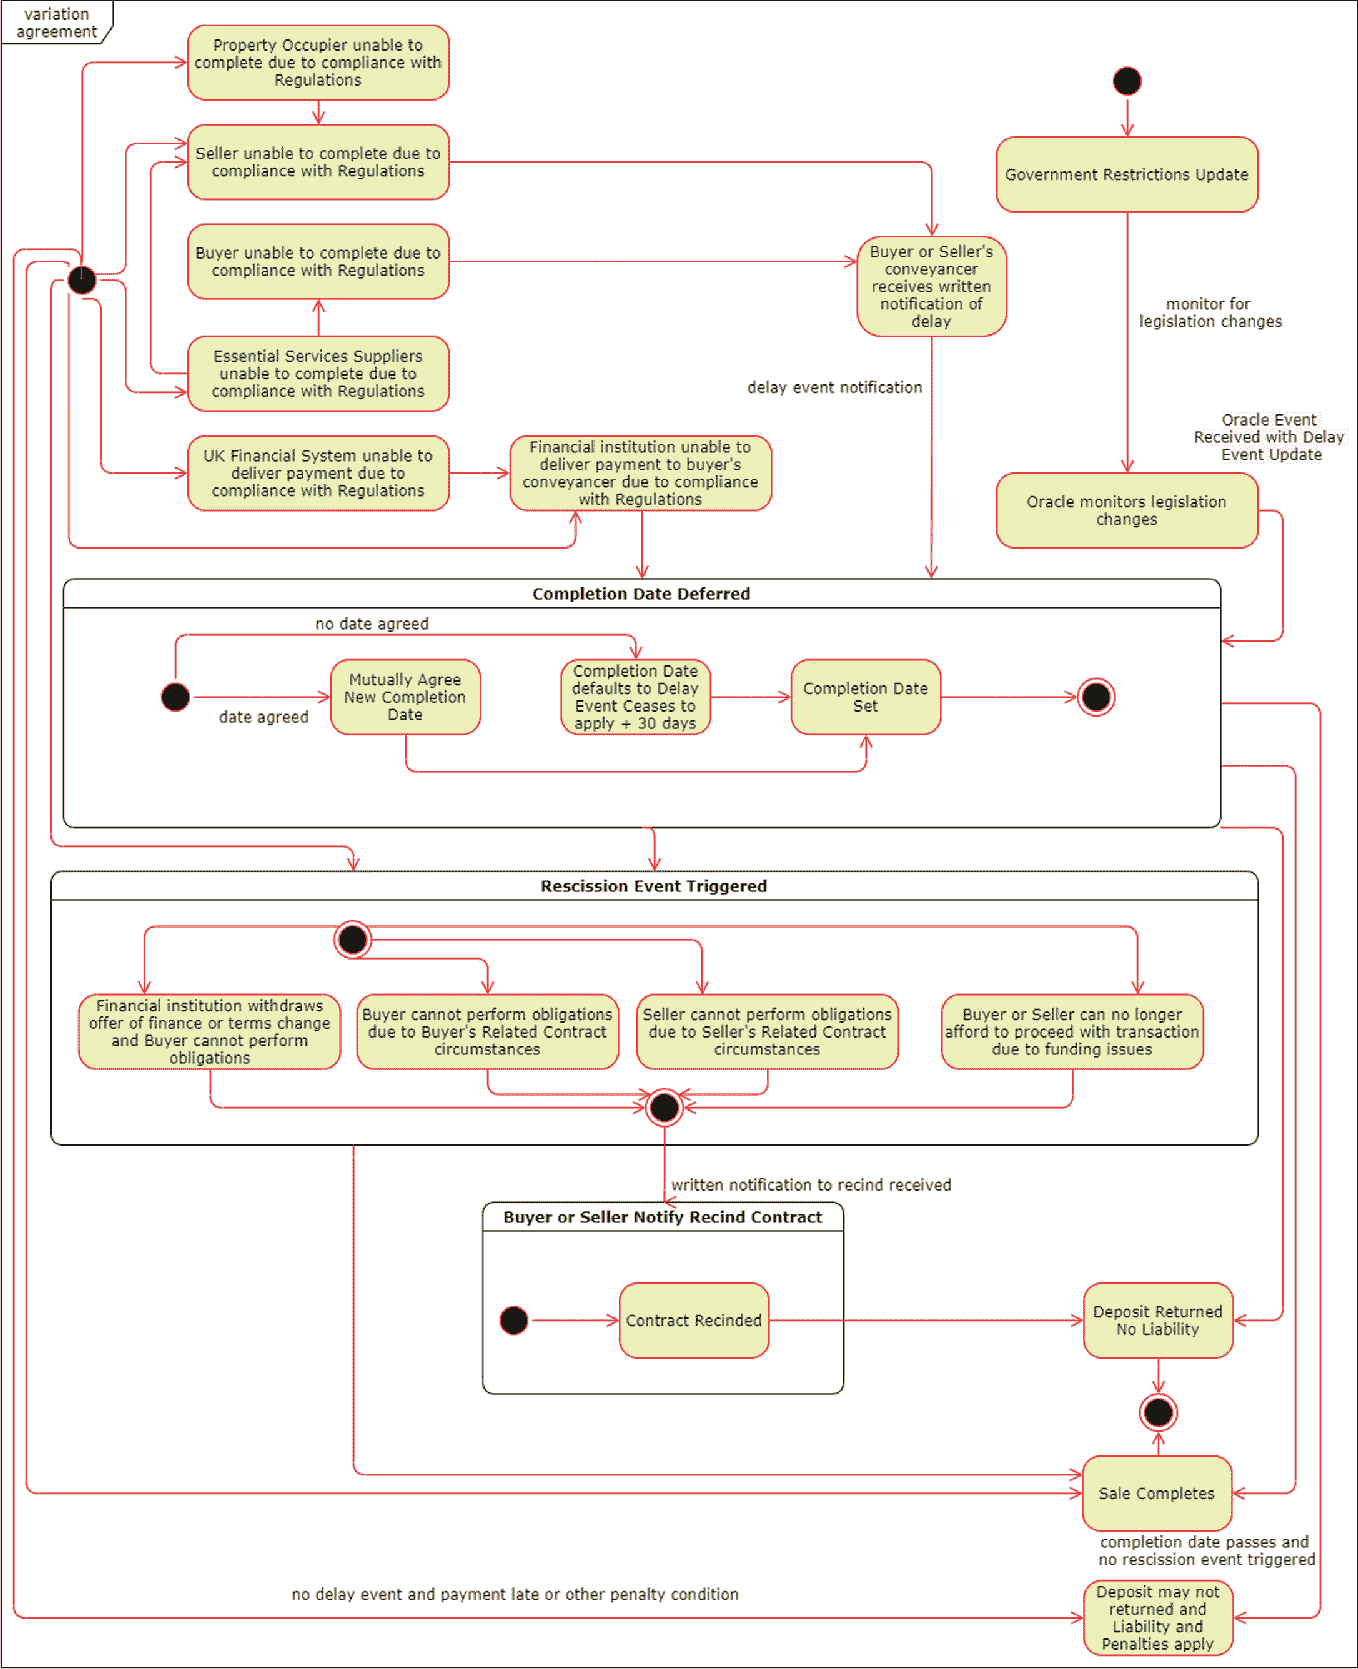 variation
agreement
Property Occupier unable to
complete due to compliance with
Regulations
Seller unable to complete due to
compliance with Regulations
Government Restrictions Update
Buyer unable to complete due to
compliance with Regulations
Buyer or Seller's
conveyancer
receives written
notification of
delay
monitor for
legislation changes
Essential Services Suppliers
unable to complete due to
compliance with Regulations
delay event notification
Oracle Event
Received with Delay
Event Update
UK Financial System unable to
deliver payment due to
compliance with Regulations
Financial institution unable to
deliver payment to buyer's
conveyancer due to compliance
with Regulations
Oracle monitors legislation
changes
Completion Date Deferred
no date agreed
date agreed
Mutually Agree
New Completion
Date
Completion Date
defaults to Delay
Event Ceases to
apply + 30 days
Completion Date
Set
Rescission Event Triggered
Financial institution withdraws
offer of finance or terms change
and Buyer cannot perform
obligations
Buyer cannot perform obligations
due to Buyer's Related Contract
circumstances
Seller cannot perform obligations
due to Seller's Related Contract
circumstances
Buyer or Seller can no longer
afford to proceed with transaction
due to funding issues
written notification to recind received
Buyer or Seller Notify Recind Contract
Contract Recinded
Deposit Returned
No Liability
Sale Completes
completion date passes and
no rescission event triggered
no delay event and payment late or other penalty condition
Deposit may not
returned and
Liability and
Penalties apply